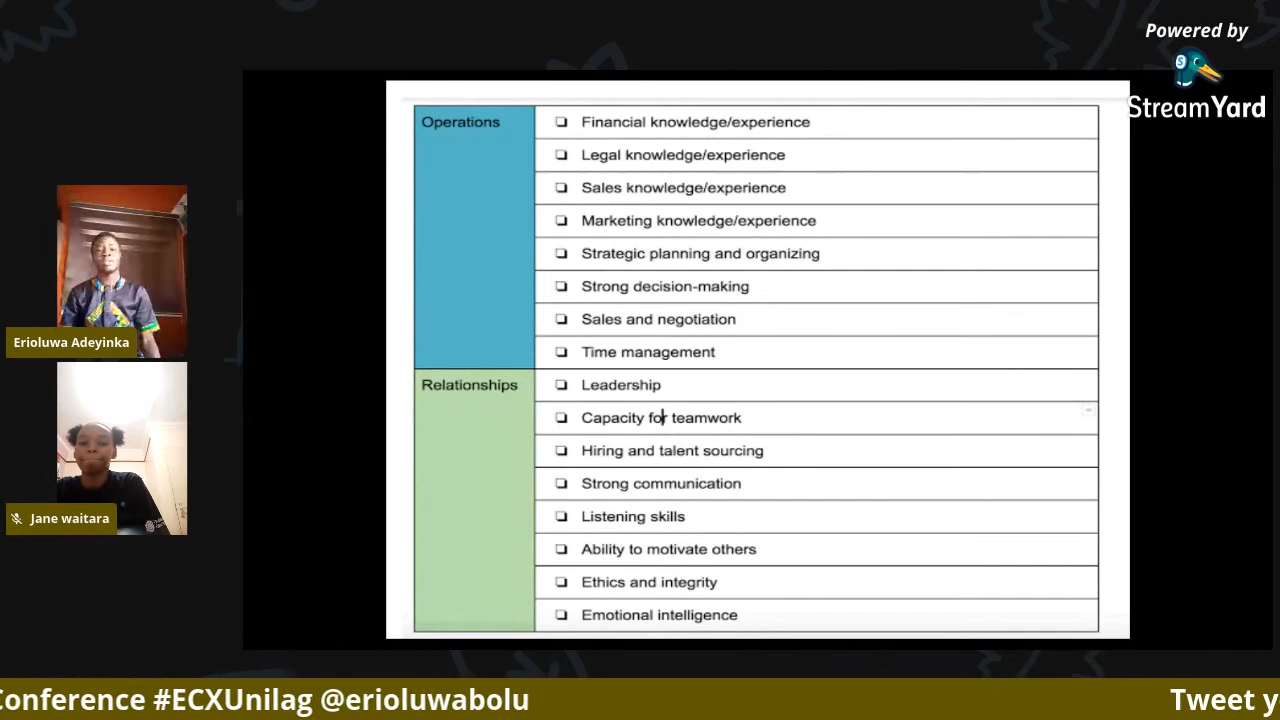 Powered by
StreamYard
Operations
Financial knowledge/experience
Legal knowledge/experience
Sales knowledge/experience
Marketing knowledge/experience
Strategic planning and organizing
Strong decision-making
Sales and negotiation
Time management
Relationships
Leadership
Capacity for teamwork
Hiring and talent sourcing
Strong communication
Listening skills
Ability to motivate others
Ethics and integrity
Emotional intelligence
Erioluwa Adeyinka
Jane waitara
Conference #ECXUnilag @erioluwabolu
Tweet y